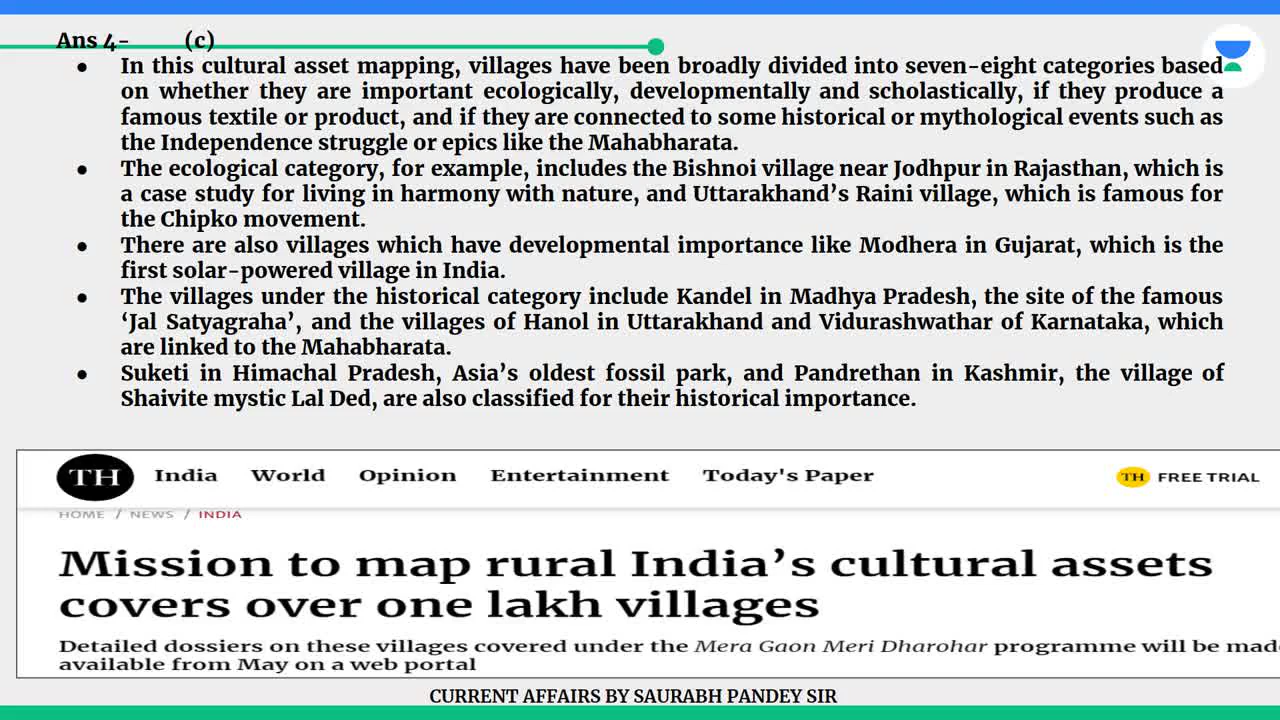 Ans 4- (c)
● In this cultural asset mapping, villages have been broadly divided into seven-eight categories based
on whether they are important ecologically, developmentally and scholastically, if they produce a
famous textile or product, and if they are connected to some historical or mythological events such as
the Independence struggle or epics like the Mahabharata.
● The ecological category, for example, includes the Bishnoi village near Jodhpur in Rajasthan, which is
a case study for living in harmony with nature, and Uttarakhand’s Raini village, which is famous for
the Chipko movement.
● There are also villages which have developmental importance like Modhera in Gujarat, which is the
first solar-powered village in India.
● The villages under the historical category include Kandel in Madhya Pradesh, the site of the famous
‘Jal Satyagraha’, and the villages of Hanol in Uttarakhand and Vidurashwathar of Karnataka, which
are linked to the Mahabharata.
● Suketi in Himachal Pradesh, Asia’s oldest fossil park, and Pandrethan in Kashmir, the village of
Shaivite mystic Lal Ded, are also classified for their historical importance.
TH India World Opinion Entertainment Today's Paper TH FREE TRIAL
HOME / NEWS / INDIA
Mission to map rural India’s cultural assets
covers over one lakh villages
Detailed dossiers on these villages covered under the Mera Gaon Meri Dharohar programme will be mad
available from May on a web portal
CURRENT AFFAIRS BY SAURABH PANDEY SIR